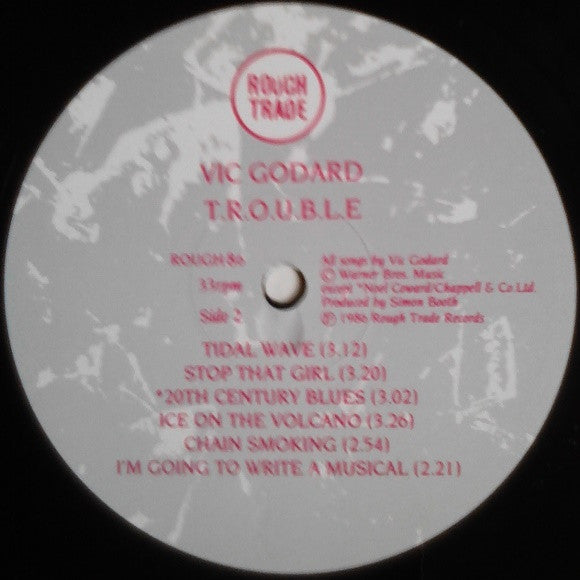 ROUGH
TRADE
VIC GODARD
T.R.O.U.B.L.E
ROUGH 86
33rpm
Side 2
All songs by Vic Godard
© Warner Bros. Music
except *Noel Coward/Chappell & Co Ltd.
Produced by Simon Booth
℗ 1986 Rough Trade Records
TIDAL WAVE (3.12)
STOP THAT GIRL (3.20)
*20TH CENTURY BLUES (3.02)
ICE ON THE VOLCANO (3.26)
CHAIN SMOKING (2.54)
I'M GOING TO WRITE A MUSICAL (2.21)